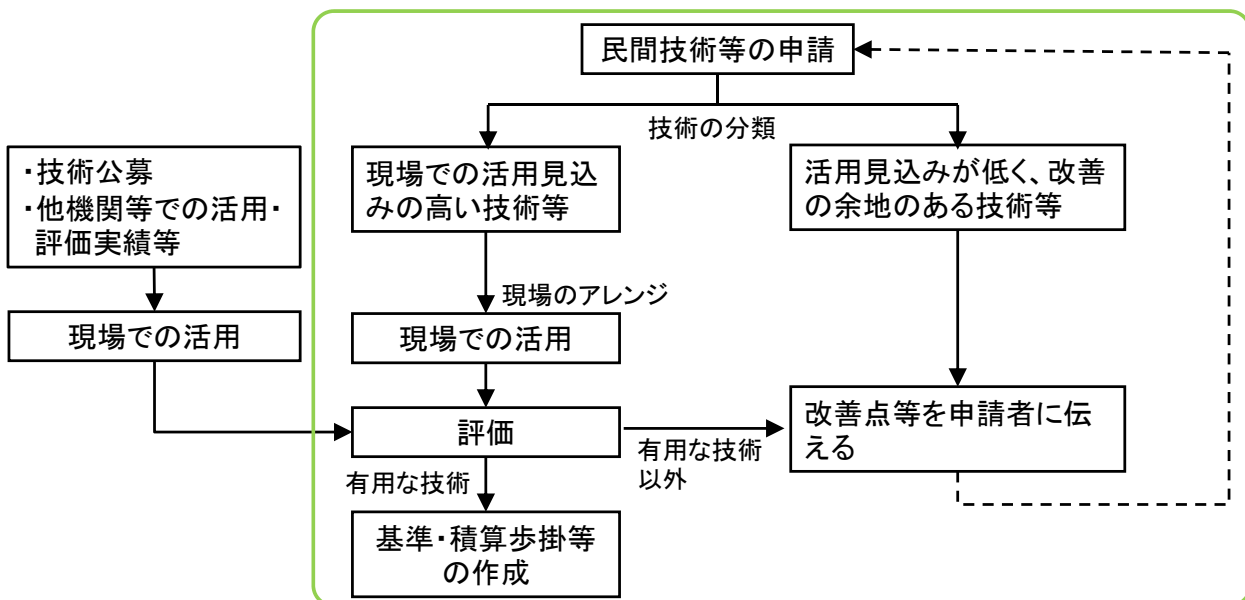 民間技術等の申請
技術の分類
・技術公募
・他機関等での活用・
評価実績等
現場での活用見込
みの高い技術等
活用見込みが低く、改善
の余地のある技術等
現場のアレンジ
現場での活用
現場での活用
評価
改善点等を申請者に伝
える
有用な技術
以外
有用な技術
基準・積算歩掛等
の作成